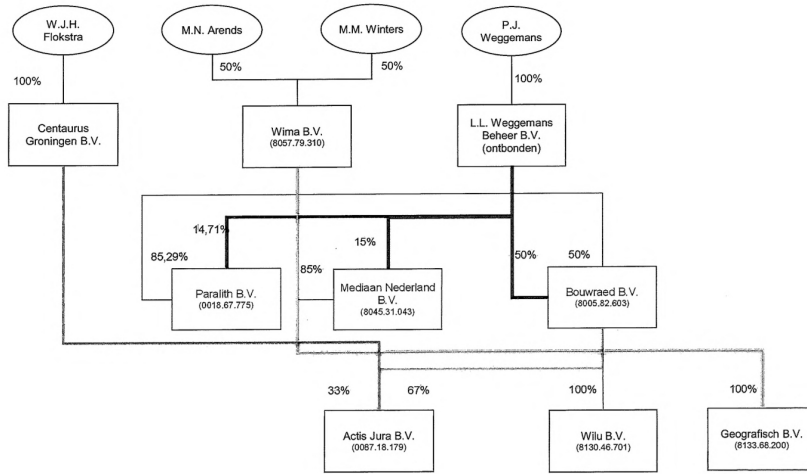 W.J.H.
Flokstra
M.N. Arends
M.M. Winters
P.J.
Weggemans
100%
50%
50%
100%
Centaurus
Groningen B.V.
Wima B.V.
(8057.79.310)
L.L. Weggemans
Beheer B.V.
(ontbonden)
14,71%
85,29%
15%
85%
50%
50%
Paralith B.V.
(0018.67.775)
Mediaan Nederland
B.V.
(8045.31.043)
Bouwraed B.V.
(8005.82.603)
33%
67%
100%
100%
Actis Jura B.V.
(0087.18.179)
Wilu B.V.
(8130.46.701)
Geografisch B.V.
(8133.68.200)